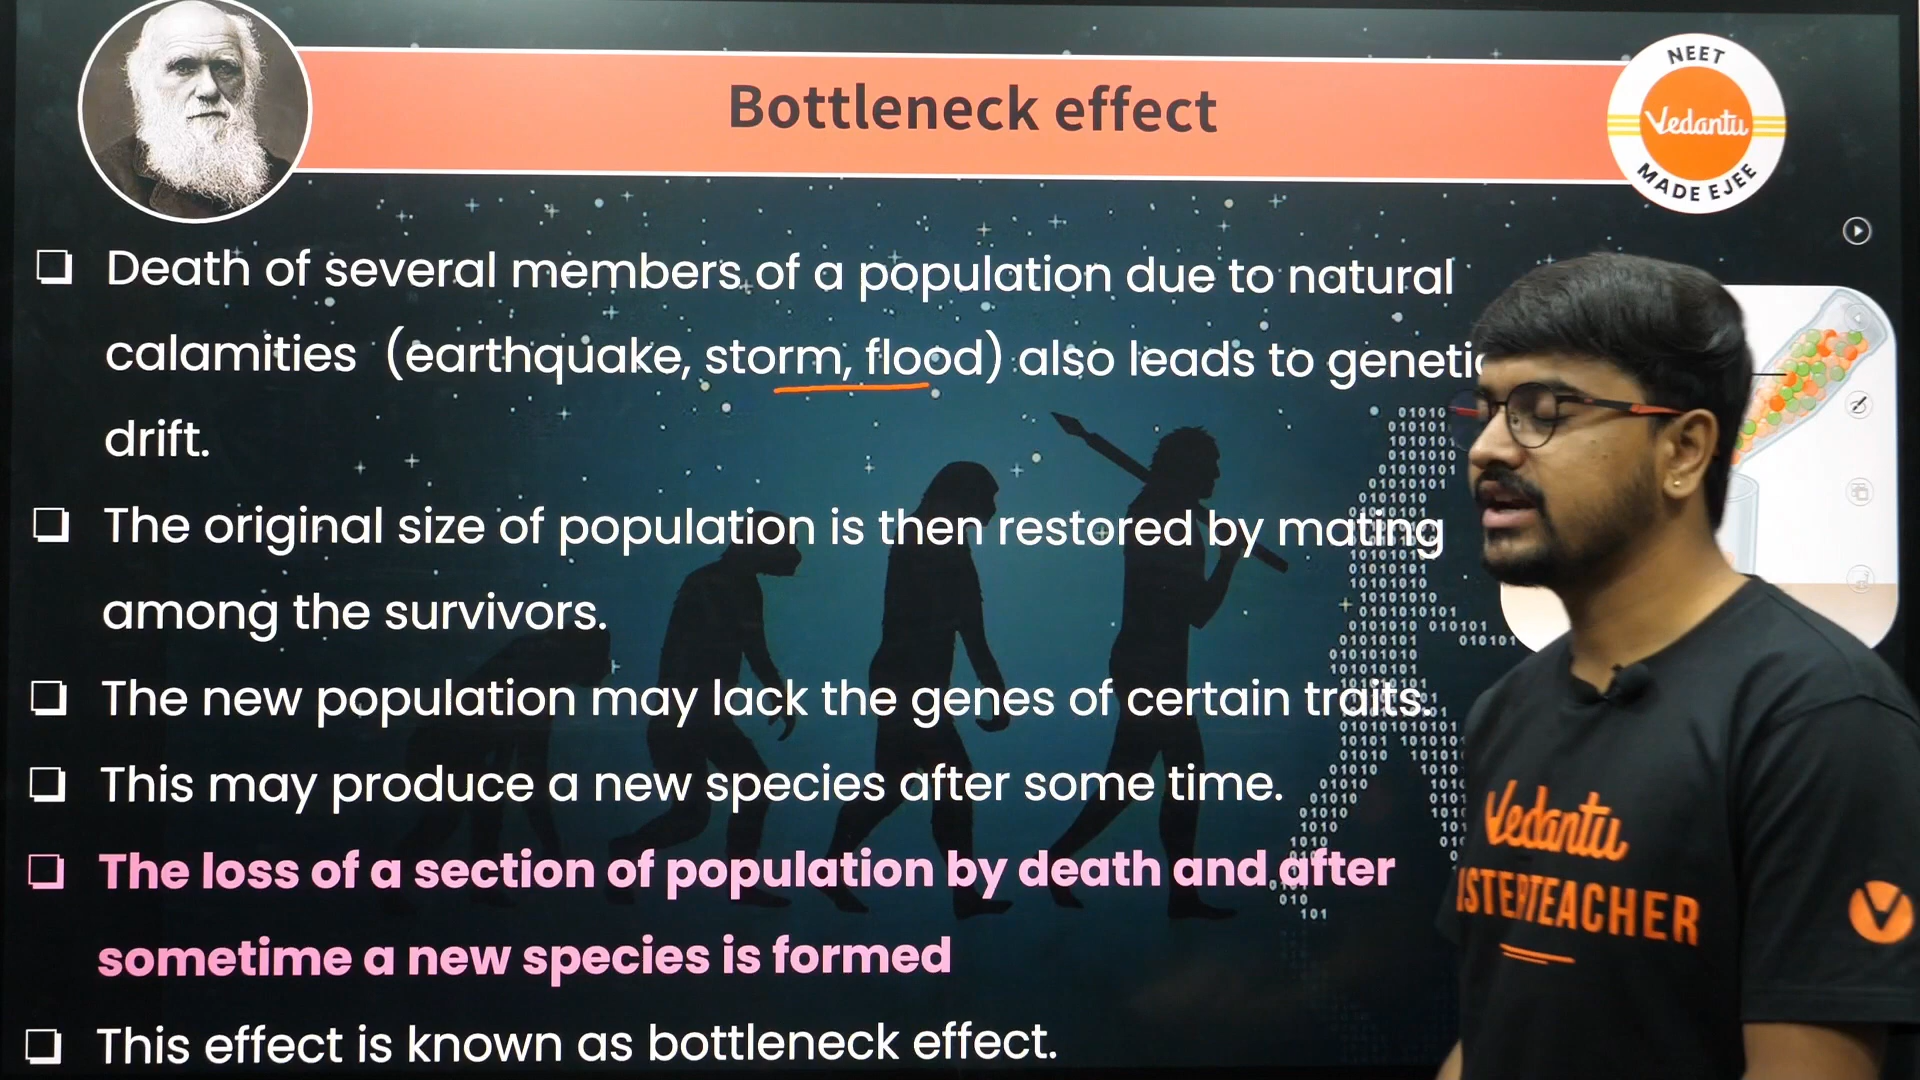 NEET
Vedantu
MADE EJEE
Bottleneck effect
Death of several members of a population due to natural
calamities (earthquake, storm, flood) also leads to genetic
drift.
The original size of population is then restored by mating
among the survivors.
The new population may lack the genes of certain traits.
This may produce a new species after some time.
The loss of a section of population by death and after
sometime a new species is formed
This effect is known as bottleneck effect.
Vedantu
ISTERTEACHER
V